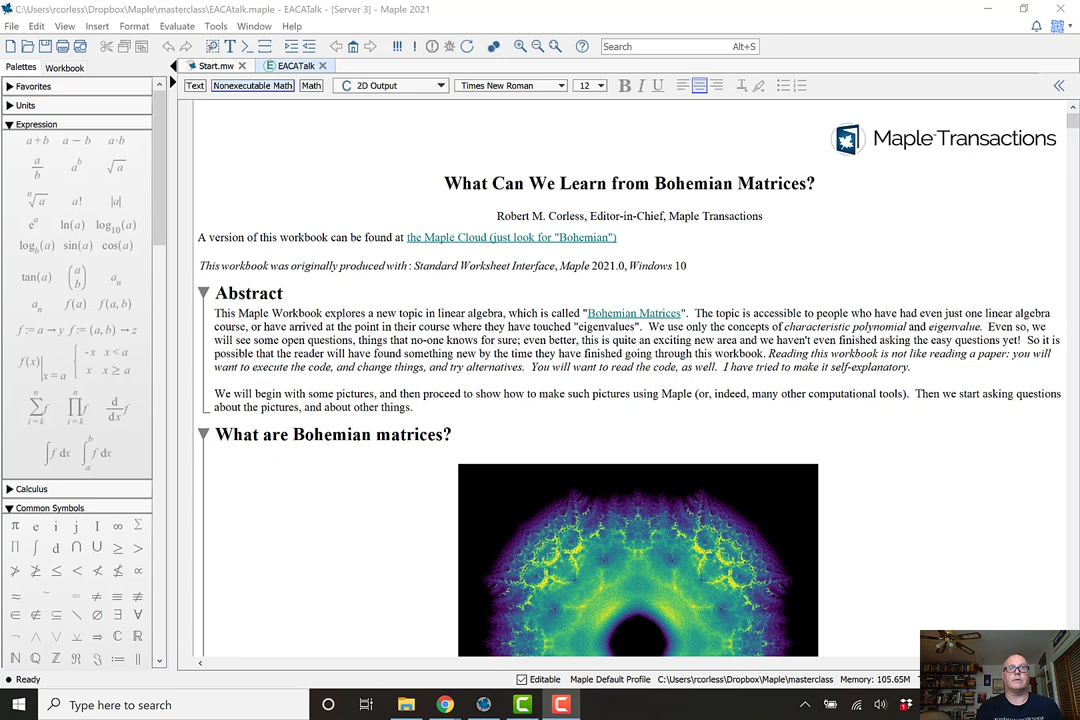 C:\Users\rcorless\Dropbox\Maple\masterclass\EACAtalk.maple - EACATalk - [Server 3] - Maple 2021
File Edit View Insert Format Evaluate Tools Window Help
Search Alt+S
Palettes Workbook
Start.mw EACATalk
Text Nonexecutable Math Math C 2D Output Times New Roman 12 B I U
Favorites
Units
Expression
a+b a−b a·b
a/b a^b √a
ⁿ√a a! |a|
e^a ln(a) log₁₀(a)
log_b(a) sin(a) cos(a)
tan(a) (a b) a_n
a_n f(a) f(a,b)
f := a→y f := (a,b)→z
f(x)|x=a { -x x<a
x x≥a
n ∑ f i=k n ∏ f i=k d/dx f
∫f dx ∫ b a f dx
Calculus
Common Symbols
π e i j I ∞ Σ
∏ ∫ d ∩ ∪ ≥ >
≯ ≱ ≤ < ≮ ≰ ∝
≈ ~ = ≠ ≡ ≢
∈ ∉ ⊆ ⊂ \ ∅ ∃ ∀
¬ ∧ ∨ ⊻ ⇒ ℂ ℝ
ℕ ℚ ℤ ℜ ℑ := ∥
Maple Transactions
What Can We Learn from Bohemian Matrices?
Robert M. Corless, Editor-in-Chief, Maple Transactions
A version of this workbook can be found at the Maple Cloud (just look for "Bohemian")
This workbook was originally produced with : Standard Worksheet Interface, Maple 2021.0, Windows 10
Abstract
This Maple Workbook explores a new topic in linear algebra, which is called "Bohemian Matrices". The topic is accessible to people who have had even just one linear algebra
course, or have arrived at the point in their course where they have touched "eigenvalues". We use only the concepts of characteristic polynomial and eigenvalue. Even so, we
will see some open questions, things that no-one knows for sure; even better, this is quite an exciting new area and we haven't even finished asking the easy questions yet! So it is
possible that the reader will have found something new by the time they have finished going through this workbook. Reading this workbook is not like reading a paper: you will
want to execute the code, and change things, and try alternatives. You will want to read the code, as well. I have tried to make it self-explanatory.
We will begin with some pictures, and then proceed to show how to make such pictures using Maple (or, indeed, many other computational tools). Then we start asking questions
about the pictures, and about other things.
What are Bohemian matrices?
Ready Editable Maple Default Profile C:\Users\rcorless\Dropbox\Maple\masterclass Memory: 105.65M
Type here to search